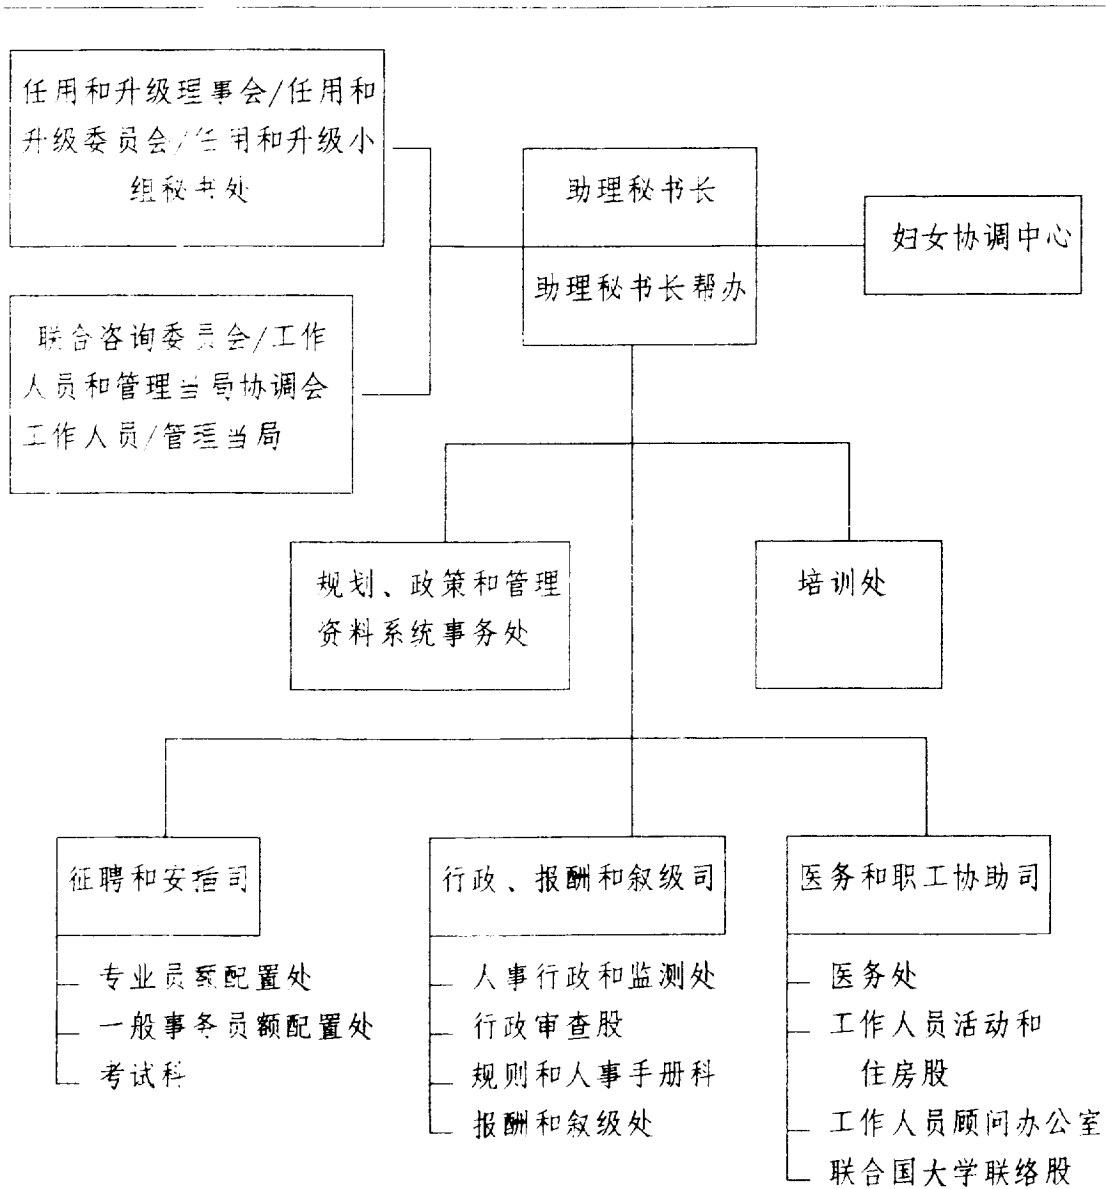 任用和升级理事会/任用和
升级委员会/任用和升级小
组秘书处
助理秘书长
助理秘书长帮办
妇女协调中心
联合咨询委员会/工作
人员和管理当局协调会
工作人员/管理当局
规划、政策和管理
资料系统事务处
培训处
征聘和安插司
专业员额配置处
一般事务员额配置处
考试科
行政、报酬和叙级司
人事行政和监测处
行政审查股
规则和人事手册科
报酬和叙级处
医务和职工协助司
医务处
工作人员活动和
住房股
工作人员顾问办公室
联合国大学联络股